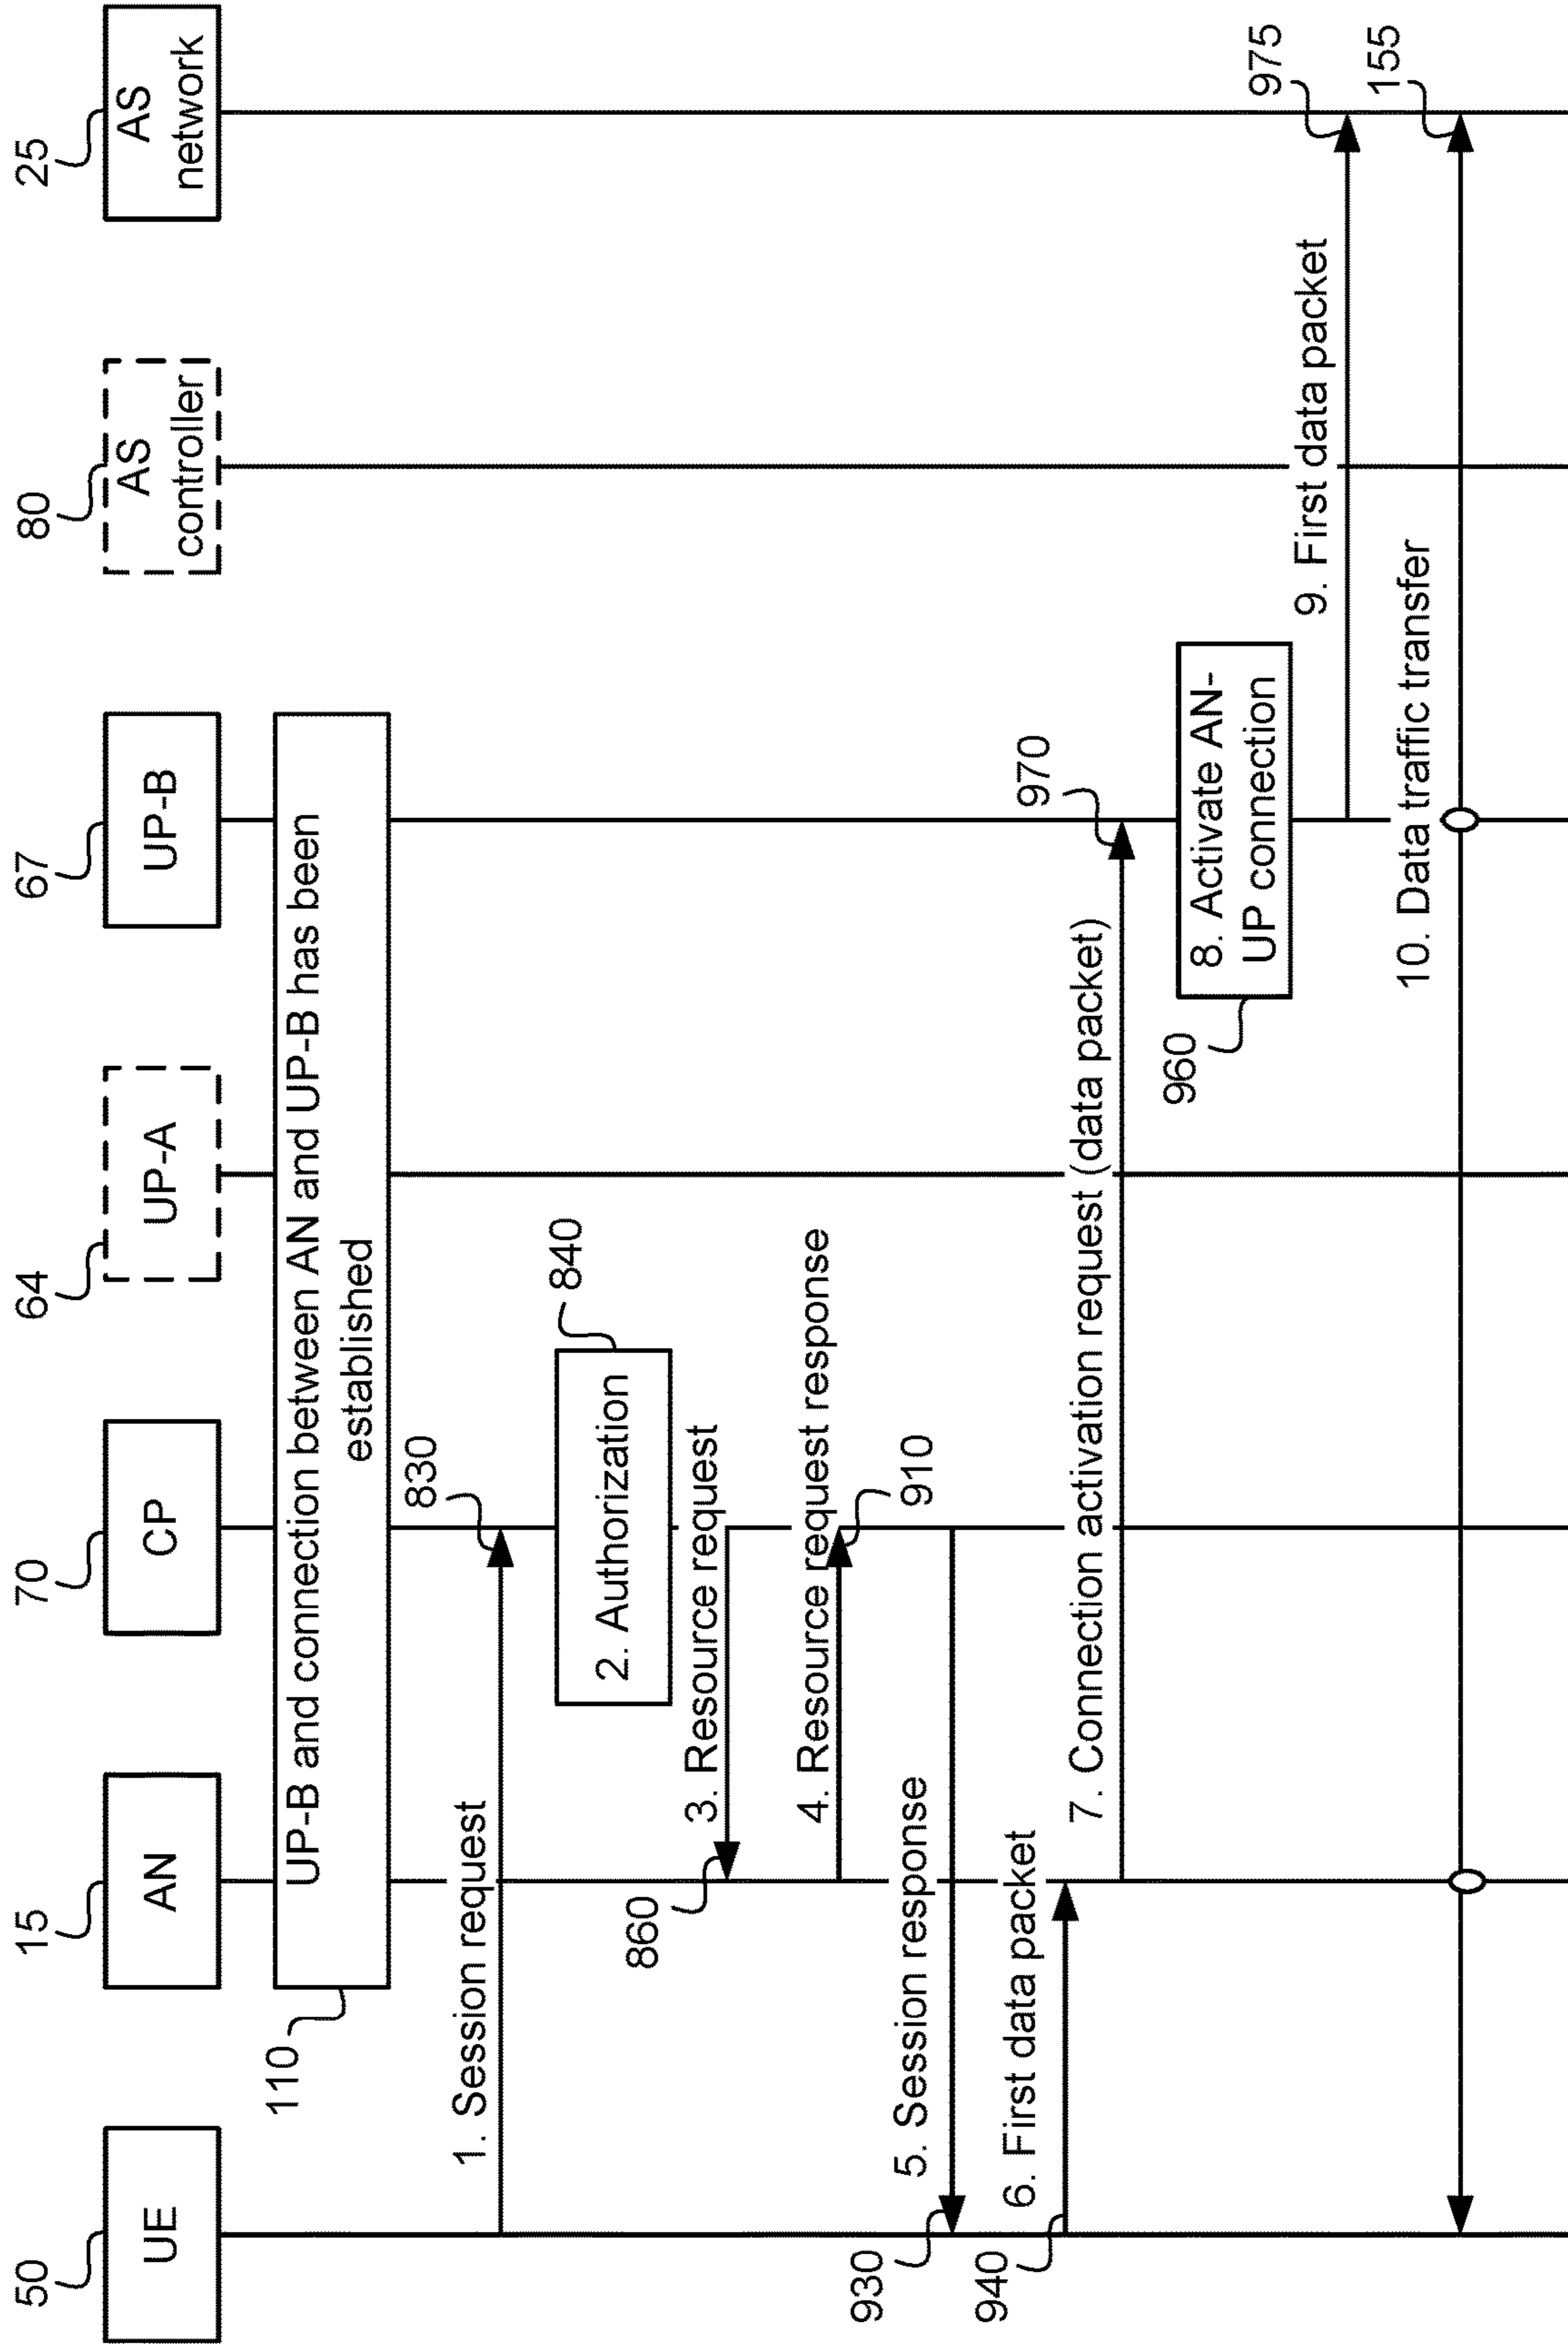 50
15
70
64
67
80
25
UE
AN
CP
UP-A
UP-B
AS
controller
AS
network
110
UP-B and connection between AN and UP-B has been
established
1. Session request
830
2. Authorization
840
860
3. Resource request
4. Resource request response
910
930
5. Session response
940
6. First data packet
7. Connection activation request (data packet)
970
960
8. Activate AN-
UP connection
9. First data packet
975
10. Data traffic transfer
155